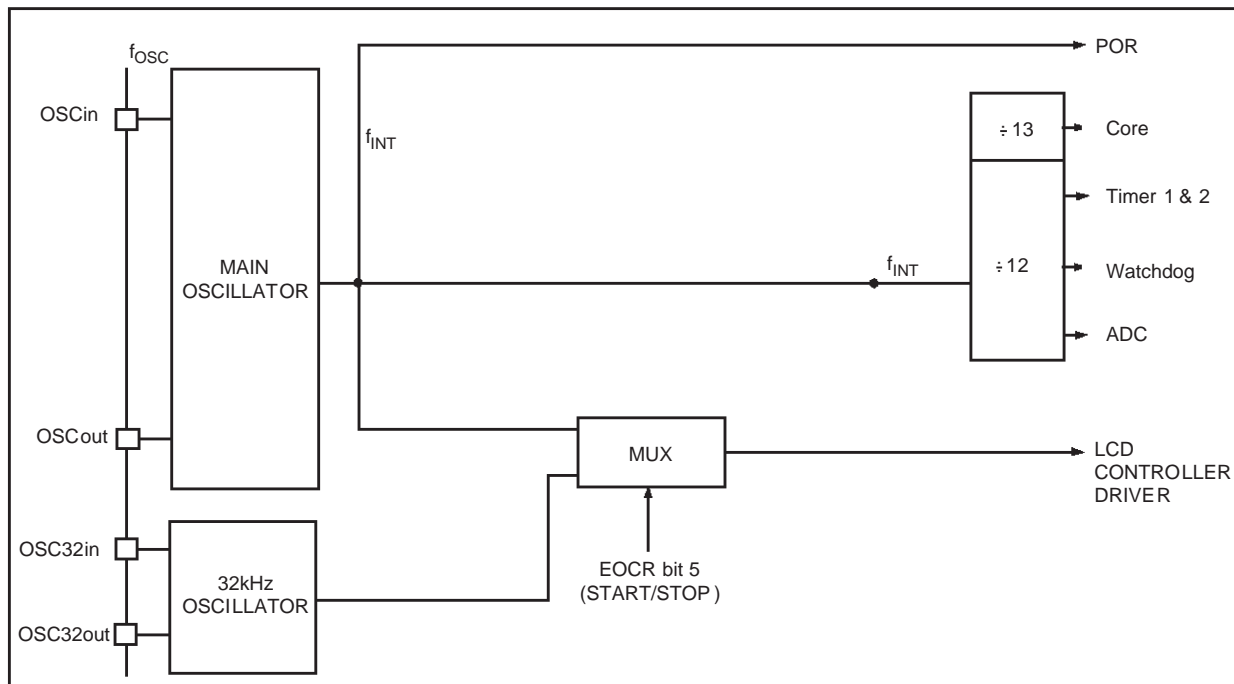 fOSC
POR
OSCin
÷13
Core
fINT
Timer 1 & 2
MAIN
OSCILLATOR
fINT
÷12
Watchdog
ADC
OSCout
MUX
LCD
CONTROLLER
DRIVER
OSC32in
32kHz
OSCILLATOR
EOCR bit 5
(START/STOP)
OSC32out